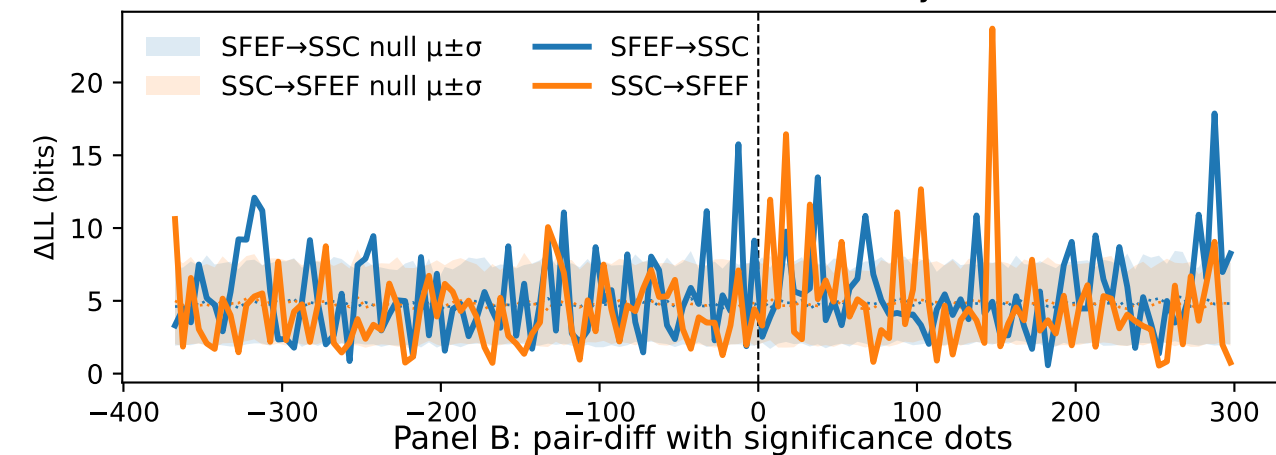 SFEF→SSC null μ±σ
SSC→SFEF null μ±σ
SFEF→SSC
SSC→SFEF
ΔLL (bits)
20
15
10
5
0
−400 −300 −200 −100 0 100 200 300
Panel B: pair-diff with significance dots